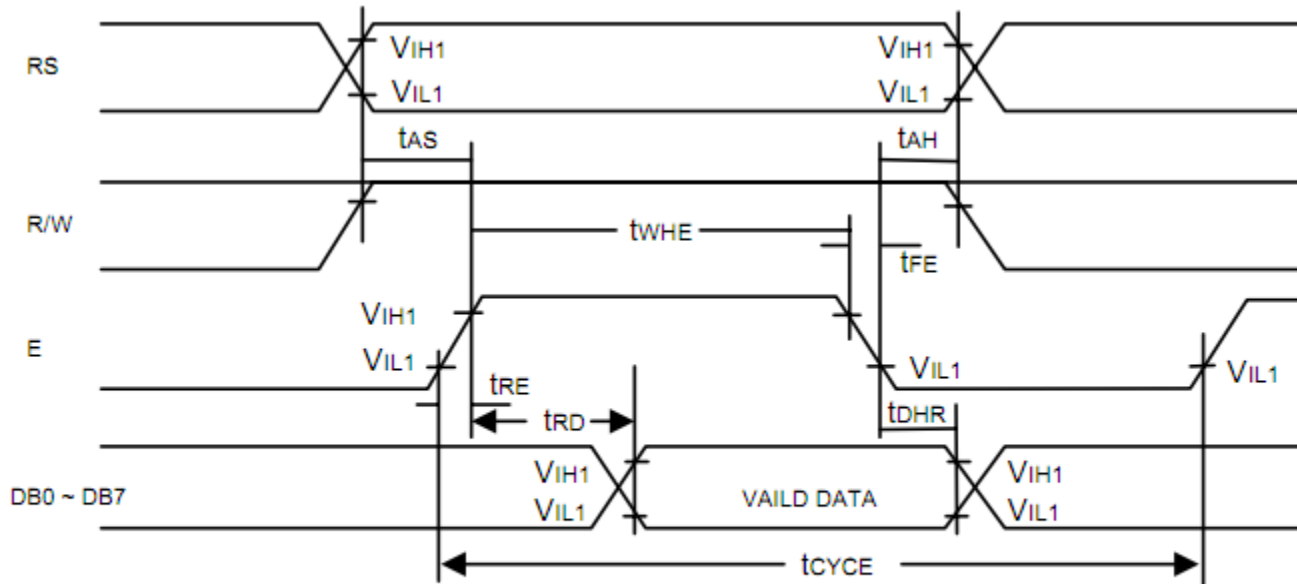 RS
VIH1
VIL1
VIH1
VIL1
tAS
tAH
R/W
tWHE
tFE
E
VIH1
VIL1
VIL1
VIL1
tRE
tRD
tDHR
DB0 ~ DB7
VIH1
VIL1
VAILD DATA
VIH1
VIL1
tCYCE